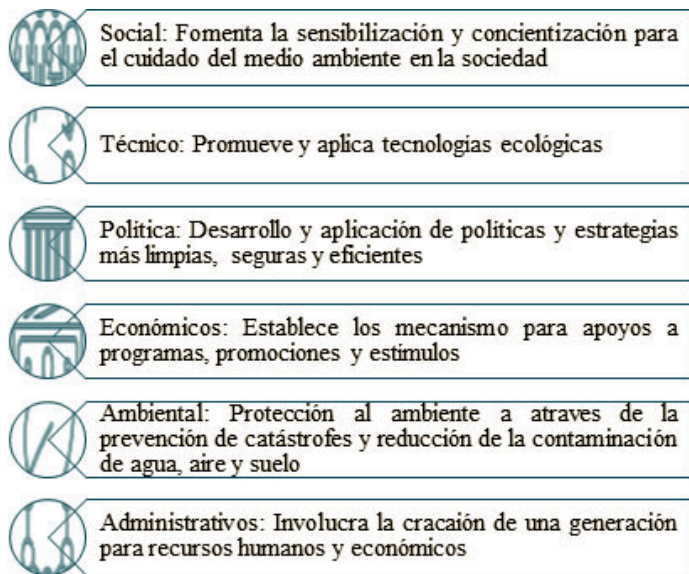 Social: Fomenta la sensibilización y concientización para
el cuidado del medio ambiente en la sociedad
Técnico: Promueve y aplica tecnologías ecológicas
Política: Desarrollo y aplicación de políticas y estrategias
más limpias, seguras y eficientes
Económicos: Establece los mecanismo para apoyos a
programas, promociones y estímulos
Ambiental: Protección al ambiente a atraves de la
prevención de catástrofes y reducción de la contaminación
de agua, aire y suelo
Administrativos: Involucra la cracaión de una generación
para recursos humanos y económicos